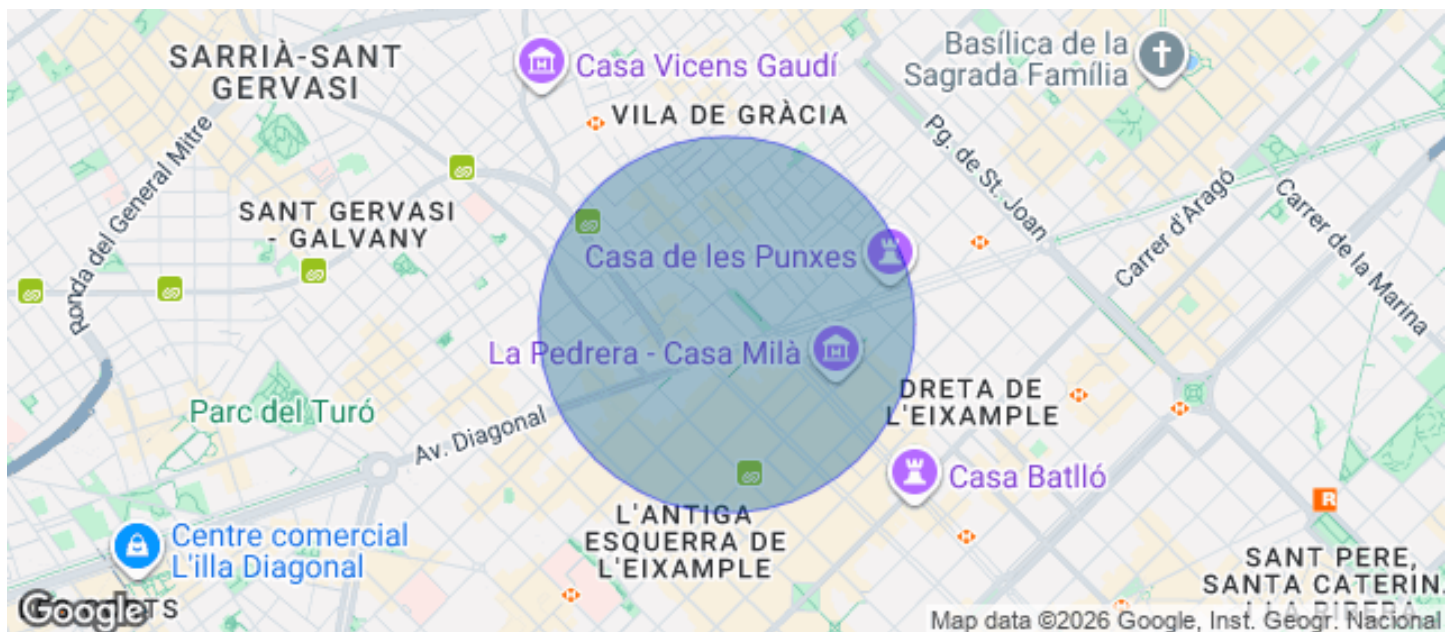 SARRIÀ-SANT
GERVASI
Casa Vicens Gaudí
Basílica de la
Sagrada Família
VILA DE GRÀCIA
Ronda del General Mitre
Pg. de St. Joan
SANT GERVASI
- GALVANY
Carrer d'Aragó
Carrer de la Marina
Casa de les Punxes
La Pedrera - Casa Milà
DRETA DE
L'EIXAMPLE
Parc del Turó
Av. Diagonal
Casa Batlló
L'ANTIGA
ESQUERRA DE
L'EIXAMPLE
Centre comercial
L'illa Diagonal
R
SANT PERE,
SANTA CATERIN
Google
Map data ©2026 Google, Inst. Geogr. Nacional